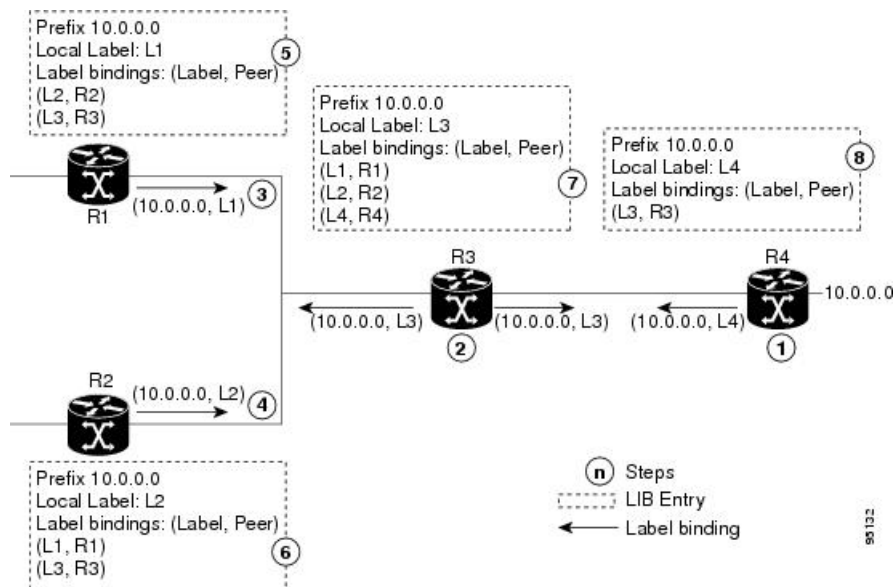 Prefix 10.0.0.0
Local Label: L1
Label bindings: (Label, Peer)
(L2, R2)
(L3, R3)
5
R1
(10.0.0.0, L1)
3
Prefix 10.0.0.0
Local Label: L3
Label bindings: (Label, Peer)
(L1, R1)
(L2, R2)
(L4, R4)
7
Prefix 10.0.0.0
Local Label: L4
Label bindings: (Label, Peer)
(L3, R3)
8
R3
(10.0.0.0, L3)
(10.0.0.0, L3)
2
R4
10.0.0.0
(10.0.0.0, L4)
1
R2
(10.0.0.0, L2)
4
Prefix 10.0.0.0
Local Label: L2
Label bindings: (Label, Peer)
(L1, R1)
(L3, R3)
6
n Steps
LIB Entry
Label binding
95132